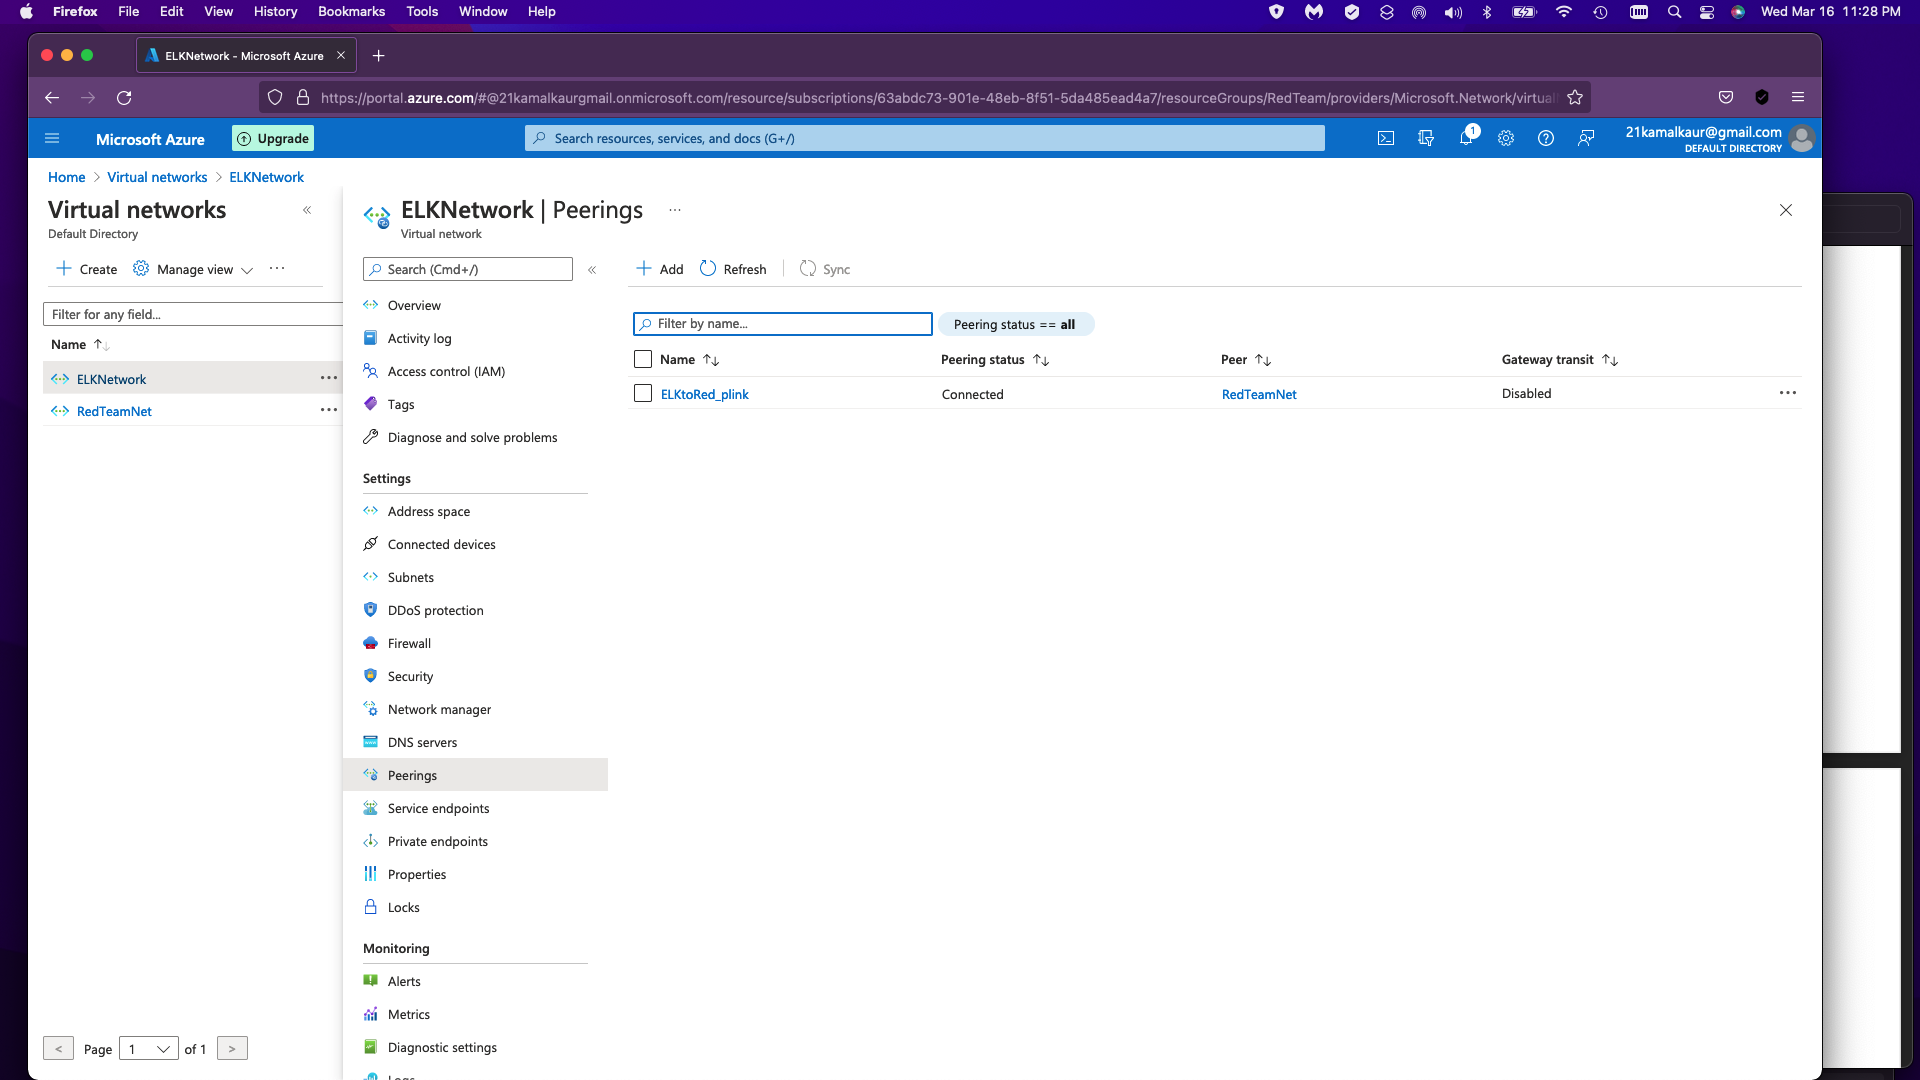 Firefox File Edit View History Bookmarks Tools Window Help Wed Mar 16 11:28 PM
ELKNetwork - Microsoft Azure
https://portal.azure.com/#@21kamalkaurgmail.onmicrosoft.com/resource/subscriptions/63abdc73-901e-48eb-8f51-5da485ead4a7/resourceGroups/RedTeam/providers/Microsoft.Network/virtual
Microsoft Azure Upgrade Search resources, services, and docs (G+/) 1 21kamalkaur@gmail.com
DEFAULT DIRECTORY
Home > Virtual networks > ELKNetwork
Virtual networks «
Default Directory
+ Create Manage view ...
Filter for any field...
Name ↑↓
ELKNetwork ...
RedTeamNet ...
< Page 1 of 1 >
ELKNetwork | Peerings ...
Virtual network
Search (Cmd+/) «
Overview
Activity log
Access control (IAM)
Tags
Diagnose and solve problems
Settings
Address space
Connected devices
Subnets
DDoS protection
Firewall
Security
Network manager
DNS servers
Peerings
Service endpoints
Private endpoints
Properties
Locks
Monitoring
Alerts
Metrics
Diagnostic settings
Logs
+ Add Refresh Sync
Filter by name... Peering status == all
Name ↑↓ Peering status ↑↓ Peer ↑↓ Gateway transit ↑↓
ELKtoRed_plink Connected RedTeamNet Disabled ...